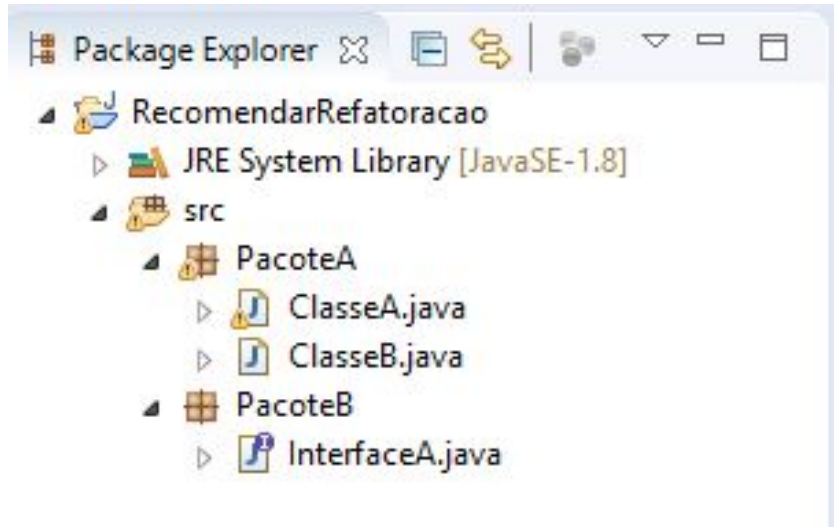 Package Explorer
RecomendarRefatoracao
JRE System Library [JavaSE-1.8]
src
PacoteA
ClasseA.java
ClasseB.java
PacoteB
InterfaceA.java